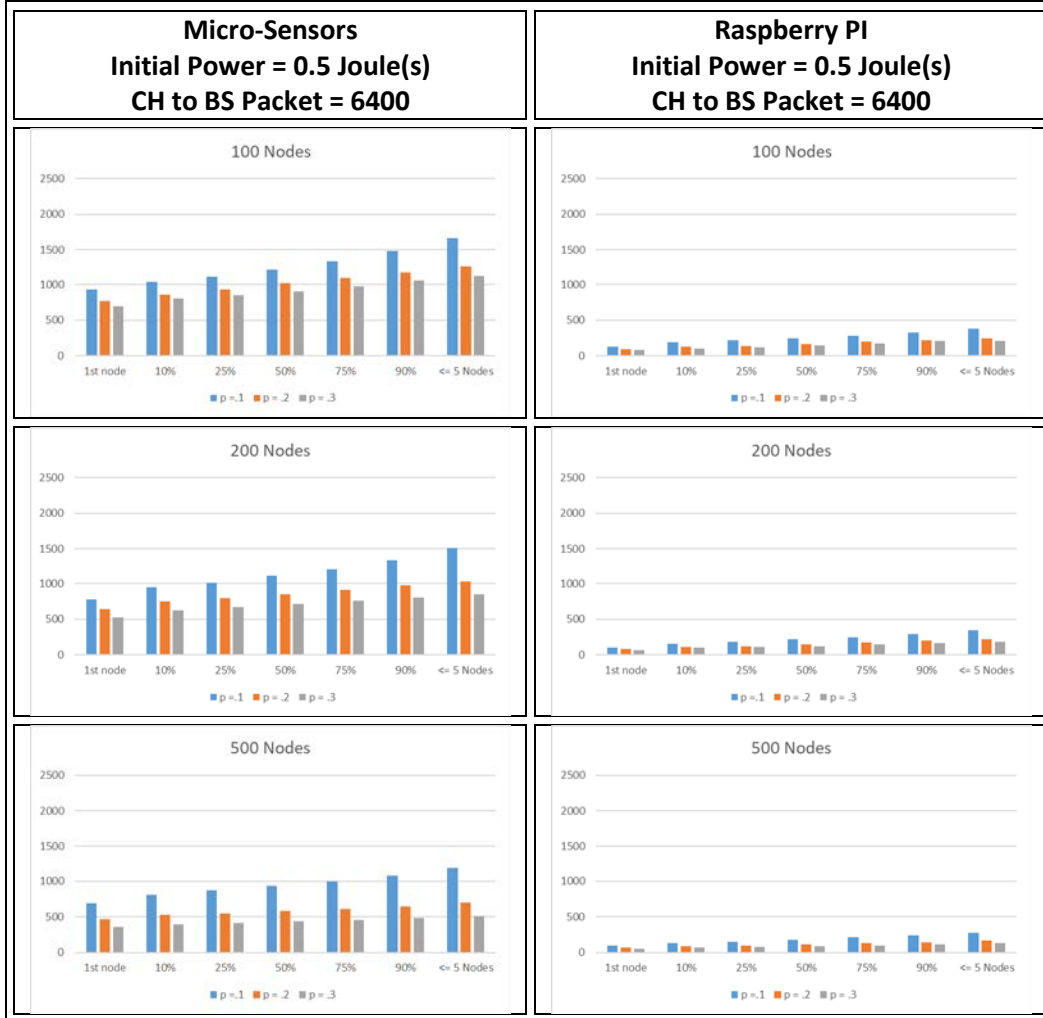 Micro-Sensors
Initial Power = 0.5 Joule(s)
CH to BS Packet = 6400
Raspberry PI
Initial Power = 0.5 Joule(s)
CH to BS Packet = 6400
100 Nodes
2500
2000
1500
1000
500
0
1st node 10% 25% 50% 75% 90% <= 5 Nodes
p =.1 p = .2 p = .3
100 Nodes
2500
2000
1500
1000
500
0
1st node 10% 25% 50% 75% 90% <= 5 Nodes
p =.1 p = .2 p = .3
200 Nodes
2500
2000
1500
1000
500
0
1st node 10% 25% 50% 75% 90% <= 5 Nodes
p =.1 p = .2 p = .3
200 Nodes
2500
2000
1500
1000
500
0
1st node 10% 25% 50% 75% 90% <= 5 Nodes
p =.1 p = .2 p = .3
500 Nodes
2500
2000
1500
1000
500
0
1st node 10% 25% 50% 75% 90% <= 5 Nodes
p =.1 p = .2 p = .3
500 Nodes
2500
2000
1500
1000
500
0
1st node 10% 25% 50% 75% 90% <= 5 Nodes
p =.1 p = .2 p = .3